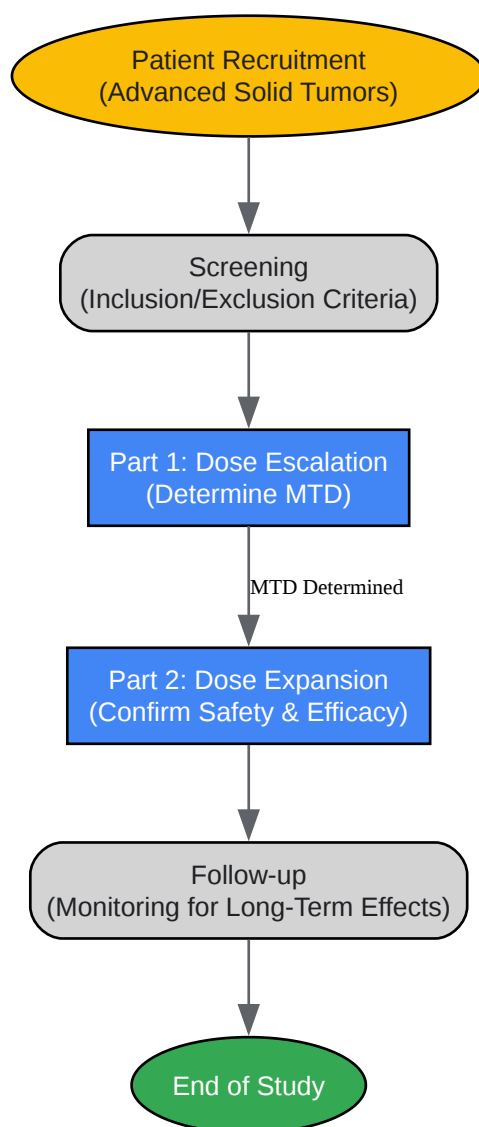 Patient Recruitment
(Advanced Solid Tumors)
Screening
(Inclusion/Exclusion Criteria)
Part 1: Dose Escalation
(Determine MTD)
MTD Determined
Part 2: Dose Expansion
(Confirm Safety & Efficacy)
Follow-up
(Monitoring for Long-Term Effects)
End of Study